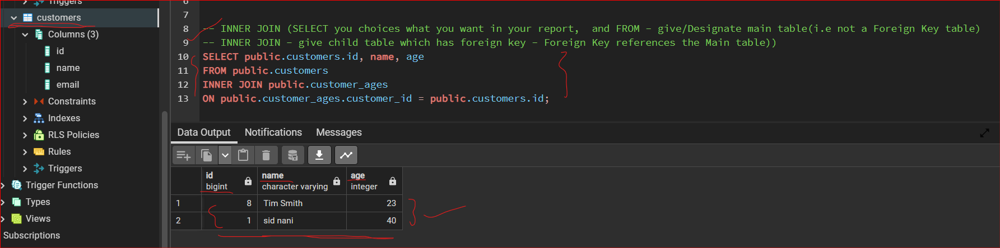 Triggers
customers
Columns (3)
id
name
email
Constraints
Indexes
RLS Policies
Rules
Triggers
Trigger Functions
Types
Views
Subscriptions
6
7
8 -- INNER JOIN (SELECT you choices what you want in your report,  and FROM - give/Designate main table(i.e not a Foreign Key table)
9 -- INNER JOIN - give child table which has foreign key - Foreign Key references the Main table))
10 SELECT public.customers.id, name, age
11 FROM public.customers
12 INNER JOIN public.customer_ages
13 ON public.customer_ages.customer_id = public.customers.id;
Data Output Notifications Messages
id name age
bigint character varying integer
1 8 Tim Smith 23
2 1 sid nani 40